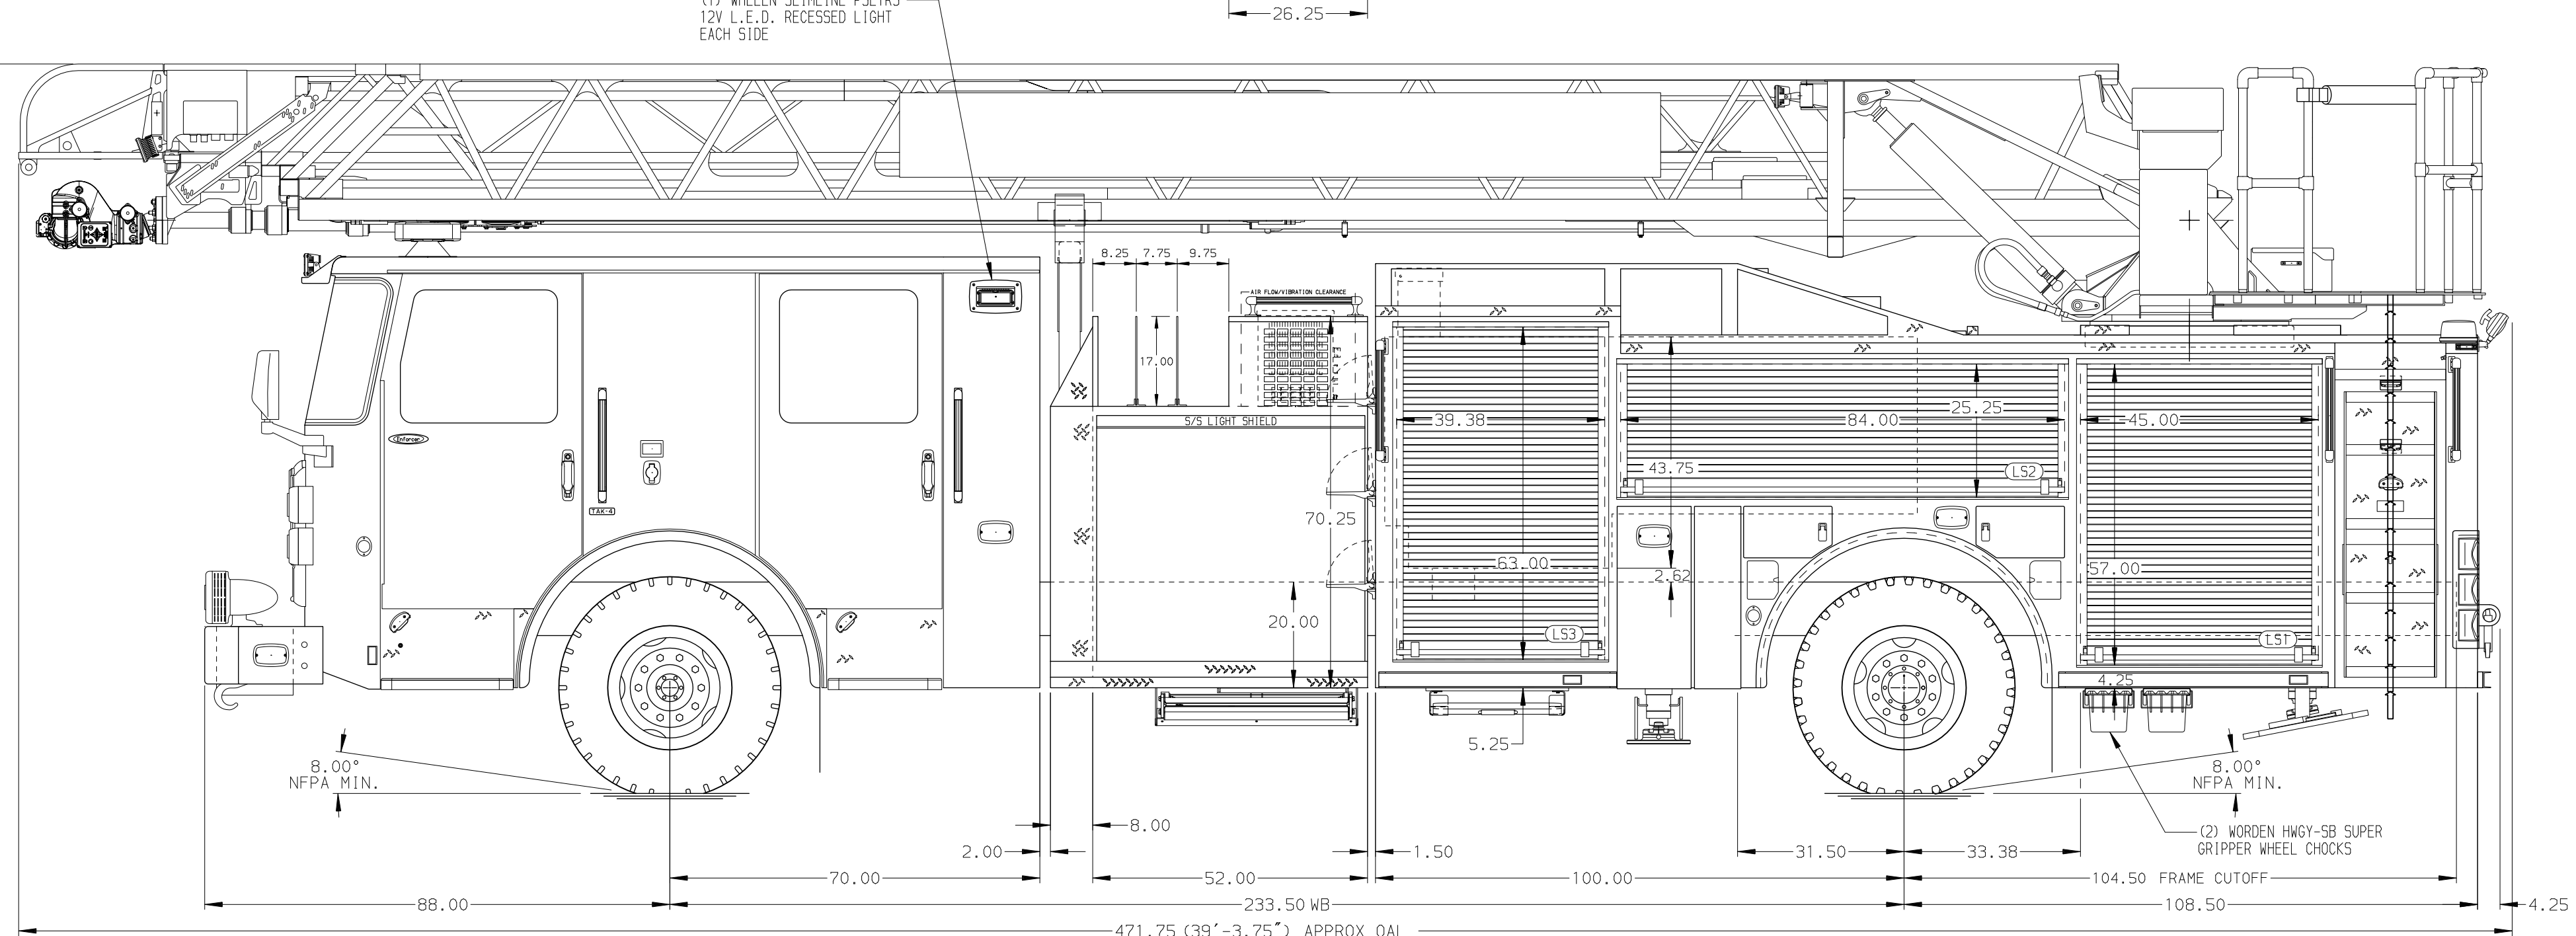 12V L.E.D. RECESSED LIGHT
EACH SIDE
26.25
8.25 7.75 9.75
AIR FLOW/VIBRATION CLEARANCE
17.00
S/S LIGHT SHIELD
39.38
84.00
25.25
45.00
Enforcer
43.75
LS2
TAK-4
70.25
63.00
2.62
57.00
20.00
LS3
LS1
4.25
5.25
8.00°
NFPA MIN.
8.00°
NFPA MIN.
8.00
(2) WORDEN HWGY-SB SUPER
GRIPPER WHEEL CHOCKS
2.00
1.50
31.50
33.38
70.00
52.00
100.00
104.50 FRAME CUTOFF
88.00
233.50 WB
108.50
4.25
471.75 (39'-3.75") APPROX OAL